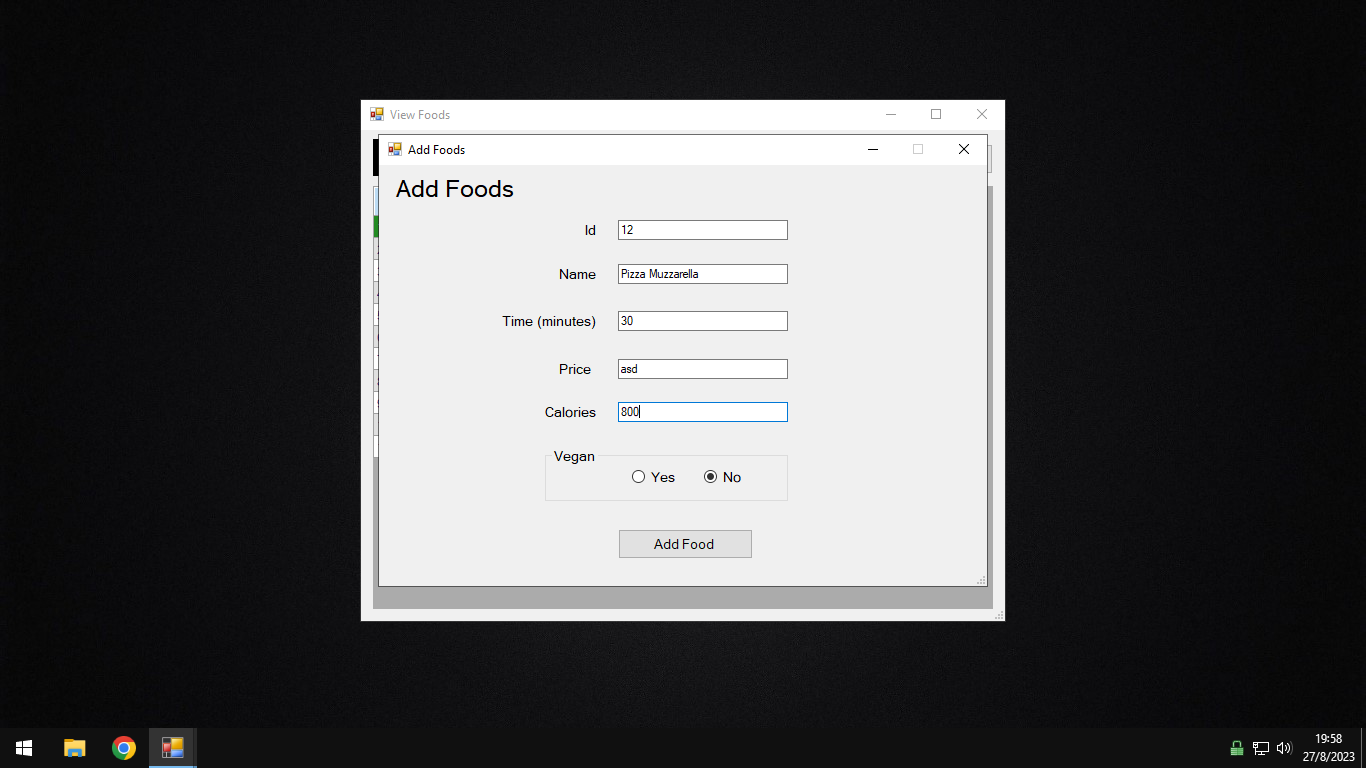 View Foods
Add Foods
Add Foods
Id 12
Name Pizza Muzzarella
Time (minutes) 30
Price asd
Calories 800
Vegan
Yes No
Add Food
19:58
27/8/2023